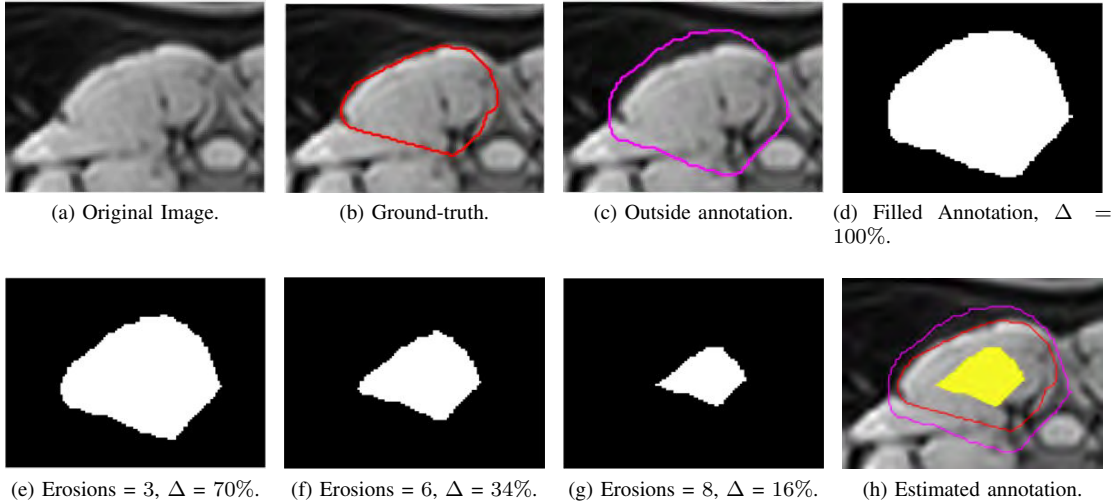 (a) Original Image.
(b) Ground-truth.
(c) Outside annotation.
(d) Filled Annotation, Δ =
100%.
(e) Erosions = 3, Δ = 70%.
(f) Erosions = 6, Δ = 34%.
(g) Erosions = 8, Δ = 16%.
(h) Estimated annotation.